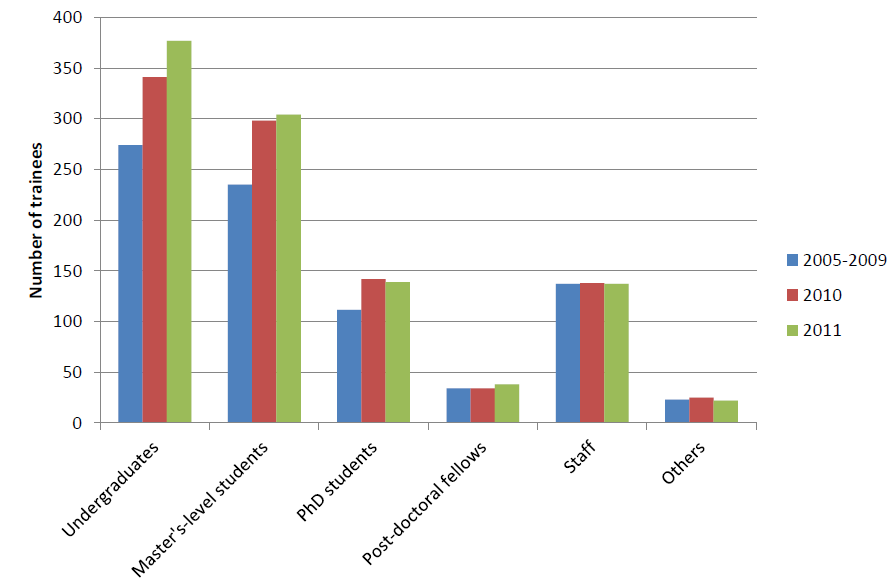 400
350
300
250
200
150
100
50
0
Number of trainees
Undergraduates
Master's-level students
PhD students
Post-doctoral fellows
Staff
Others
2005-2009
2010
2011